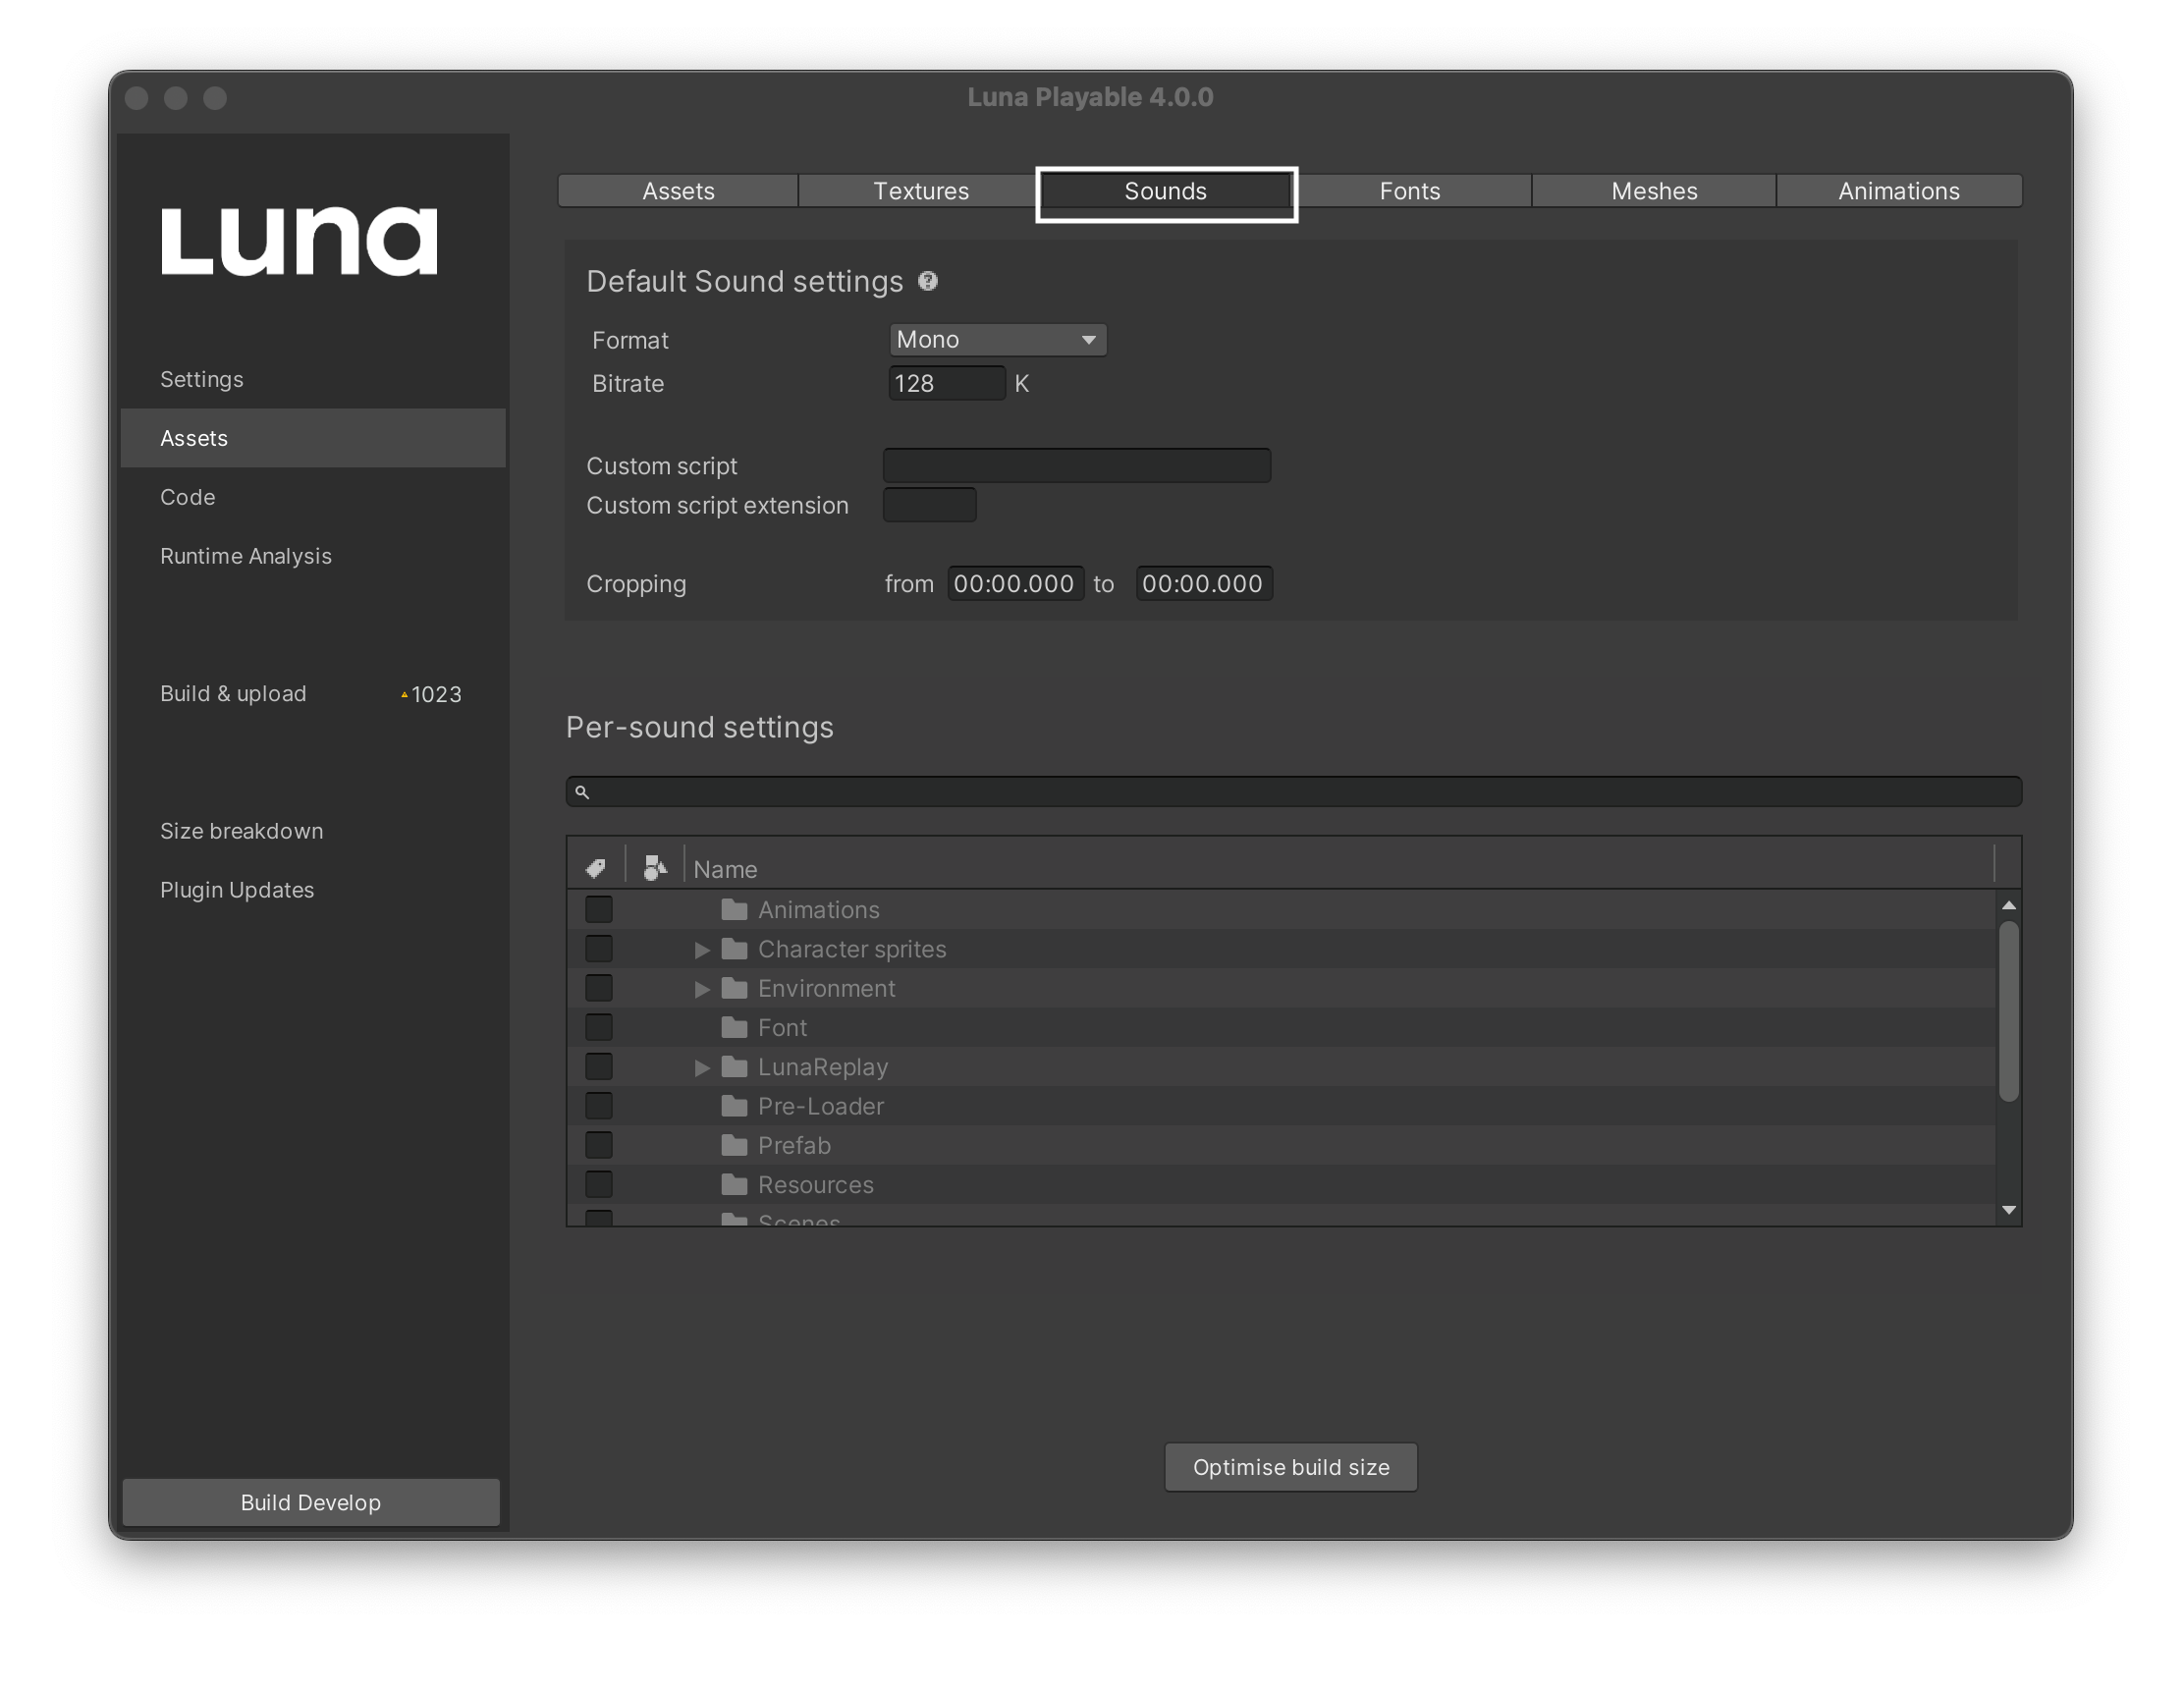 Luna Playable 4.0.0
Luna
Settings
Assets
Code
Runtime Analysis
Build & upload 1023
Size breakdown
Plugin Updates
Build Develop
Assets Textures Sounds Fonts Meshes Animations
Default Sound settings ?
Format Mono
Bitrate 128 K
Custom script
Custom script extension
Cropping from 00:00.000 to 00:00.000
Per-sound settings
Name
Animations
Character sprites
Environment
Font
LunaReplay
Pre-Loader
Prefab
Resources
Scenes
Optimise build size